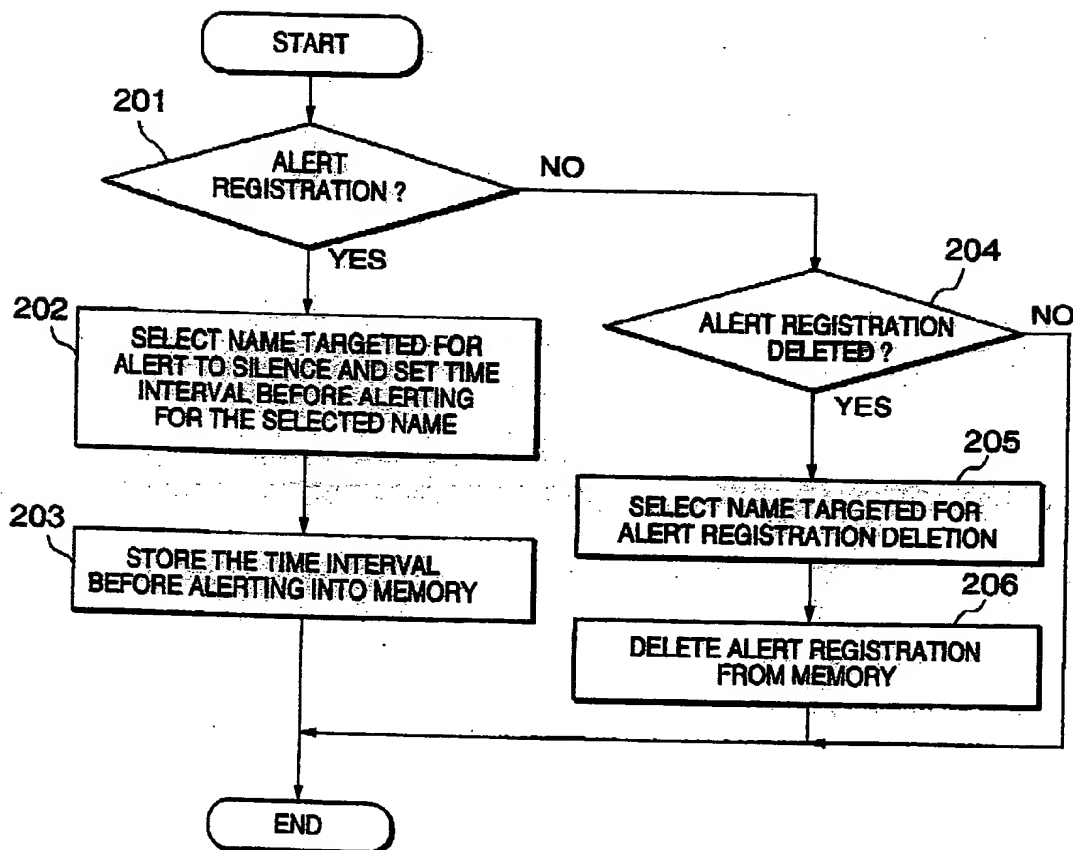 START
201
ALERT
REGISTRATION ?
NO
YES
202
SELECT NAME TARGETED FOR
ALERT TO SILENCE AND SET TIME
INTERVAL BEFORE ALERTING
FOR THE SELECTED NAME
203
STORE THE TIME INTERVAL
BEFORE ALERTING INTO MEMORY
204
ALERT REGISTRATION
DELETED ?
NO
YES
205
SELECT NAME TARGETED FOR
ALERT REGISTRATION DELETION
206
DELETE ALERT REGISTRATION
FROM MEMORY
END